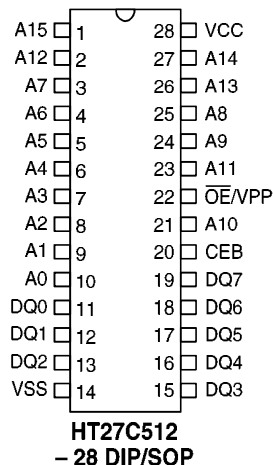 A15 1 28 VCC
A12 2 27 A14
A7 3 26 A13
A6 4 25 A8
A5 5 24 A9
A4 6 23 A11
A3 7 22 O̅E̅/VPP
A2 8 21 A10
A1 9 20 CEB
A0 10 19 DQ7
DQ0 11 18 DQ6
DQ1 12 17 DQ5
DQ2 13 16 DQ4
VSS 14 15 DQ3
HT27C512
– 28 DIP/SOP